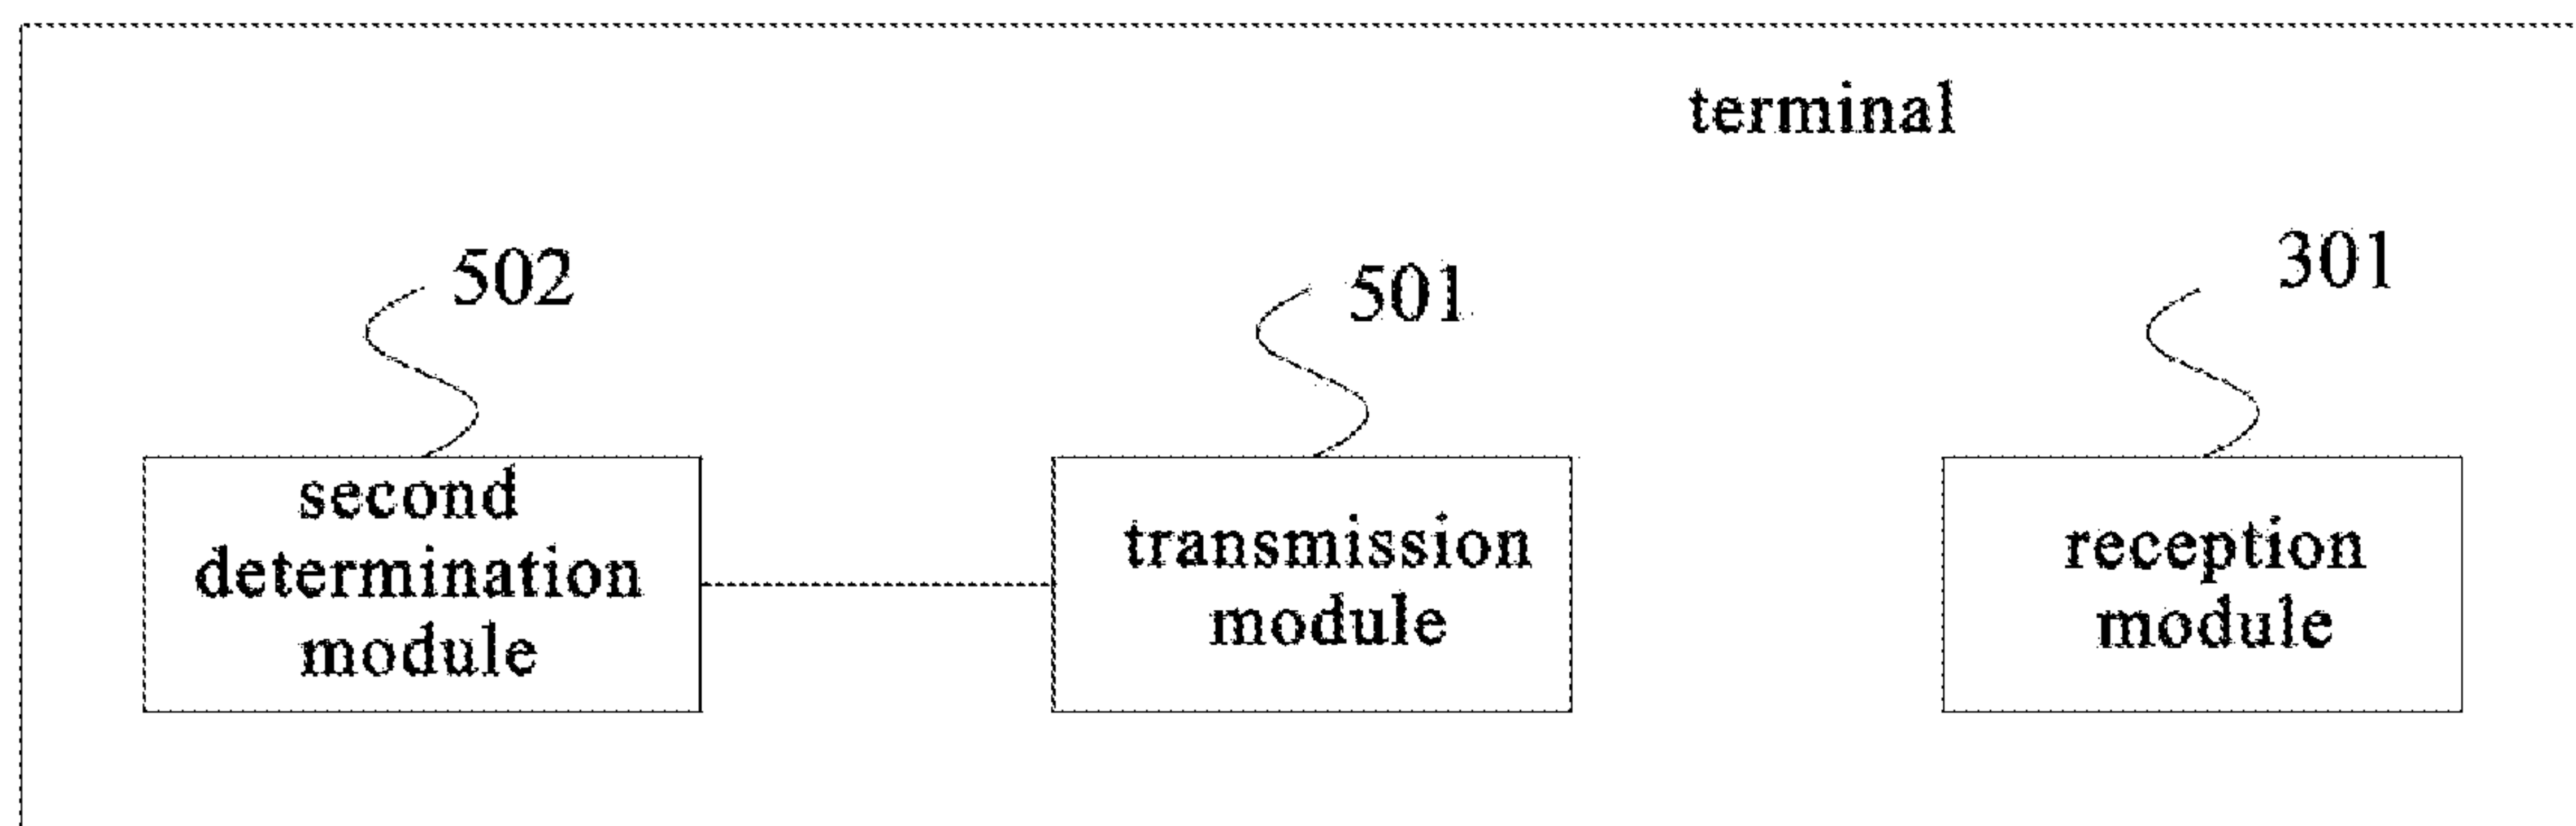 terminal
502
501
301
second
determination
module
transmission
module
reception
module